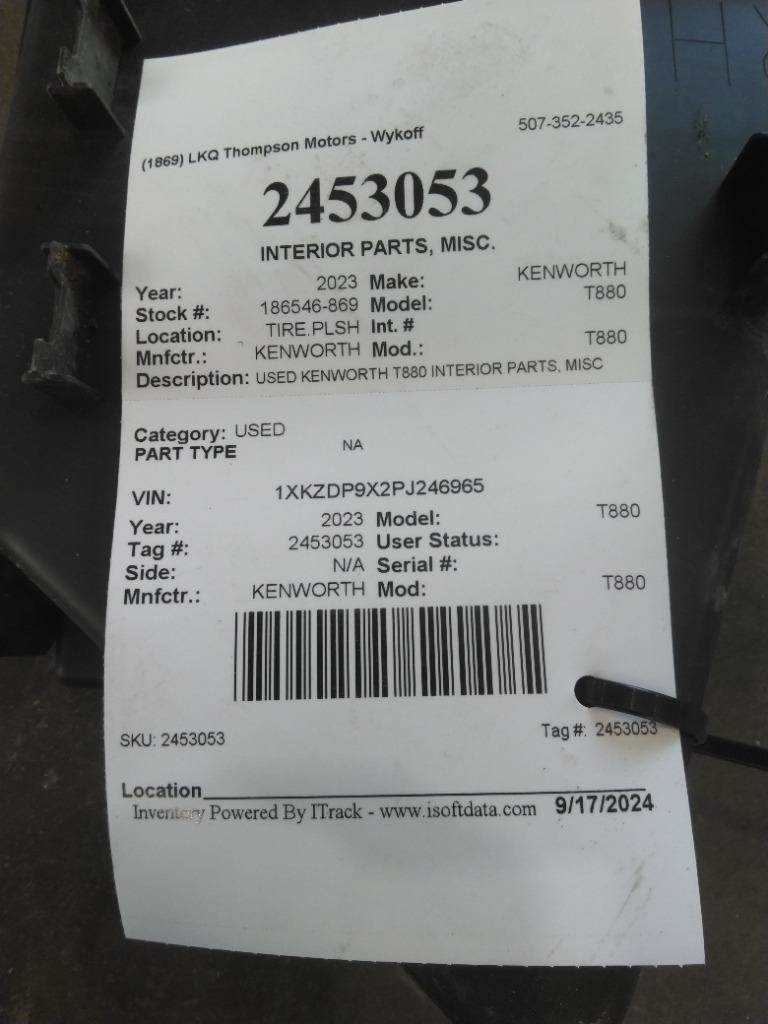 (1869) LKQ Thompson Motors - Wykoff 507-352-2435
2453053
INTERIOR PARTS, MISC.
Year: 2023 Make: KENWORTH
Stock #: 186546-869 Model: T880
Location: TIRE.PLSH Int. #
Mnfctr.: KENWORTH Mod.: T880
Description: USED KENWORTH T880 INTERIOR PARTS, MISC
Category: USED
PART TYPE NA
VIN: 1XKZDP9X2PJ246965
Year: 2023 Model: T880
Tag #: 2453053 User Status:
Side: N/A Serial #:
Mnfctr.: KENWORTH Mod: T880
SKU: 2453053 Tag #: 2453053
Location
Inventory Powered By ITrack - www.isoftdata.com 9/17/2024